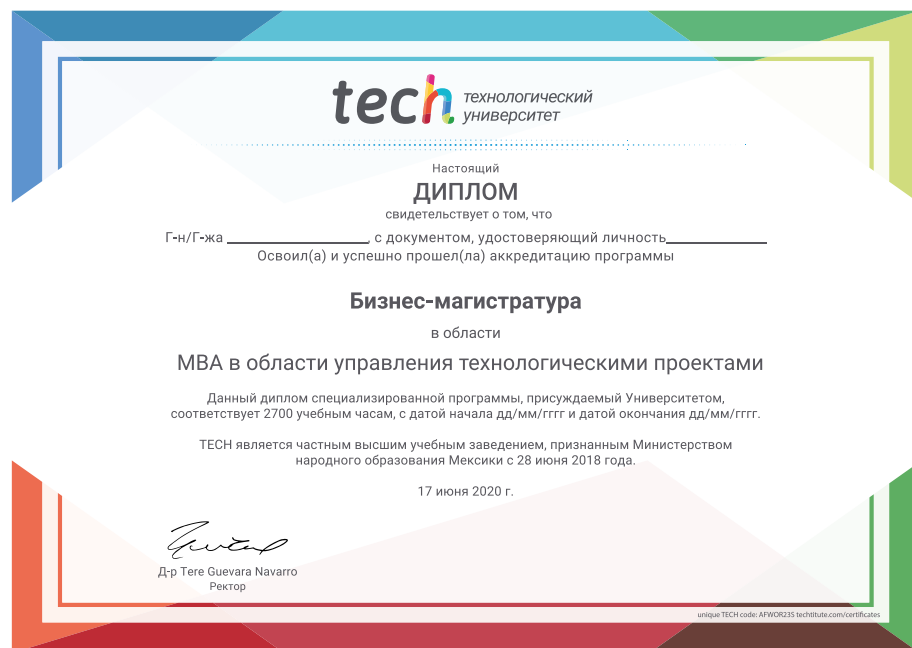 tech технологический
университет
Настоящий
ДИПЛОМ
свидетельствует о том, что
Г-н/Г-жа ____________________, с документом, удостоверяющий личность______________
Освоил(а) и успешно прошел(ла) аккредитацию программы
Бизнес-магистратура
в области
MBA в области управления технологическими проектами
Данный диплом специализированной программы, присуждаемый Университетом,
соответствует 2700 учебным часам, с датой начала дд/мм/гггг и датой окончания дд/мм/гггг.
TECH является частным высшим учебным заведением, признанным Министерством
народного образования Мексики с 28 июня 2018 года.
17 июня 2020 г.
Д-р Tere Guevara Navarro
Ректор
unique TECH code: AFWOR23S techtitute.com/certificates